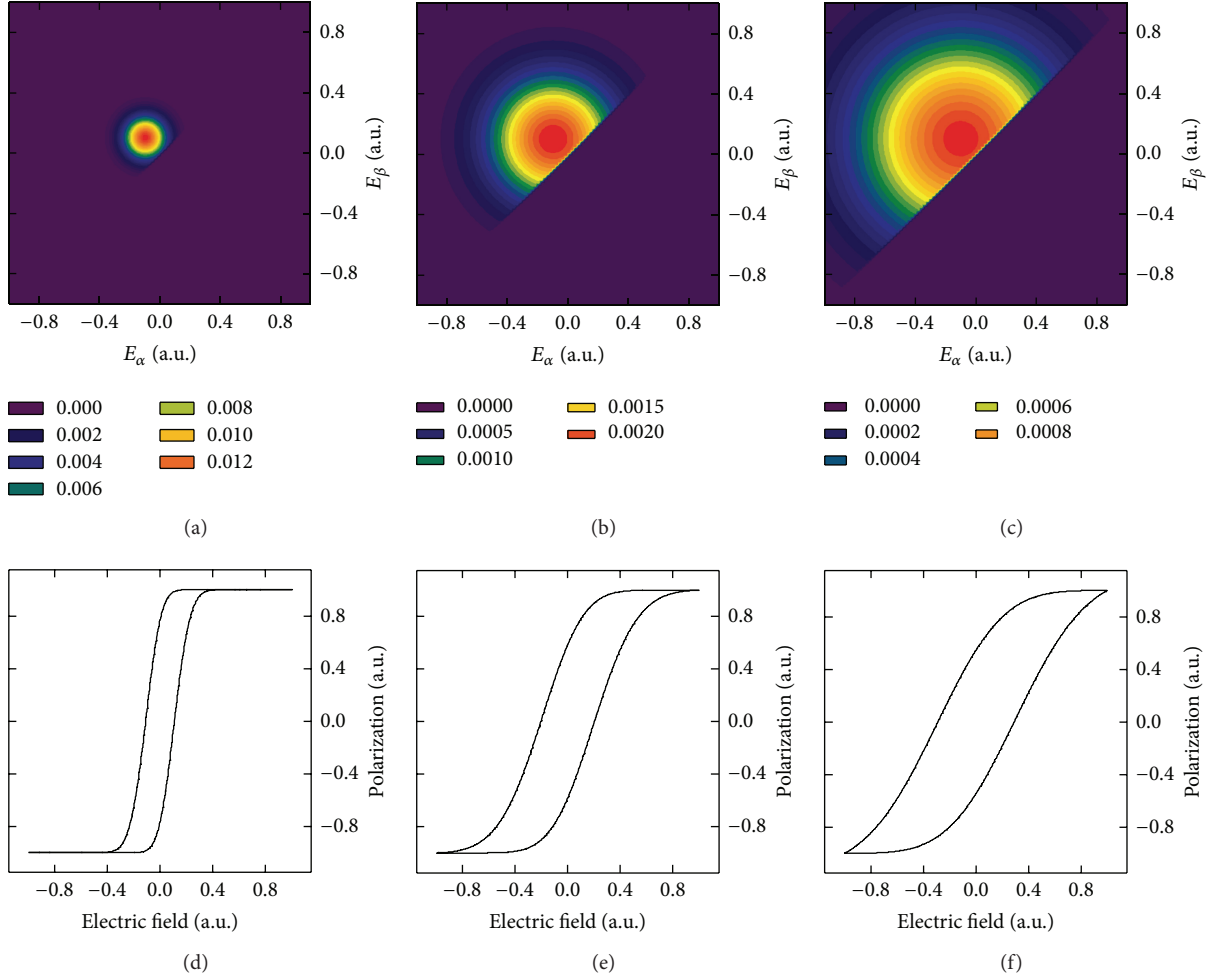 0.8
0.4
0.0
−0.4
−0.8
E_β (a.u.)
−0.8 −0.4 0.0 0.4 0.8
E_α (a.u.)
0.8
0.4
0.0
−0.4
−0.8
E_β (a.u.)
−0.8 −0.4 0.0 0.4 0.8
E_α (a.u.)
0.8
0.4
0.0
−0.4
−0.8
E_β (a.u.)
−0.8 −0.4 0.0 0.4 0.8
E_α (a.u.)
0.000
0.002
0.004
0.006
0.008
0.010
0.012
(a)
0.0000
0.0005
0.0010
0.0015
0.0020
(b)
0.0000
0.0002
0.0004
0.0006
0.0008
(c)
0.8
0.4
0.0
−0.4
−0.8
Polarization (a.u.)
−0.8 −0.4 0.0 0.4 0.8
Electric field (a.u.)
(d)
0.8
0.4
0.0
−0.4
−0.8
Polarization (a.u.)
−0.8 −0.4 0.0 0.4 0.8
Electric field (a.u.)
(e)
0.8
0.4
0.0
−0.4
−0.8
Polarization (a.u.)
−0.8 −0.4 0.0 0.4 0.8
Electric field (a.u.)
(f)